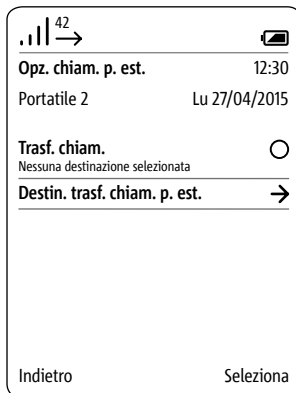 42
Opz. chiam. p. est. 12:30
Portatile 2 Lu 27/04/2015
Trasf. chiam.
Nessuna destinazione selezionata
Destin. trasf. chiam. p. est.
Indietro Seleziona